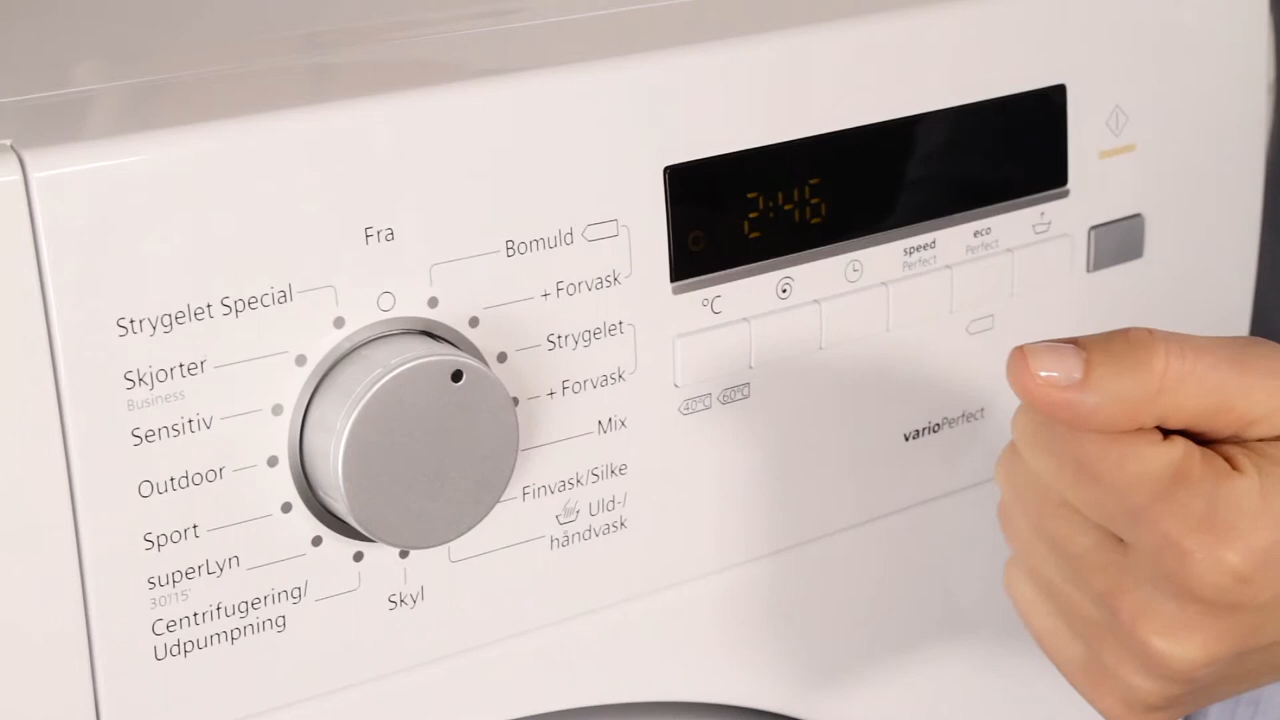 Fra
Bomuld
+ Forvask
Strygelet
+ Forvask
Mix
Finvask/Silke
Uld-/
håndvask
Skyl
Strygelet Special
Skjorter
Business
Sensitiv
Outdoor
Sport
superLyn
30'/15'
Centrifugering/
Udpumpning
2:46
°C
speed
Perfect
eco
Perfect
40°C 60°C
varioPerfect